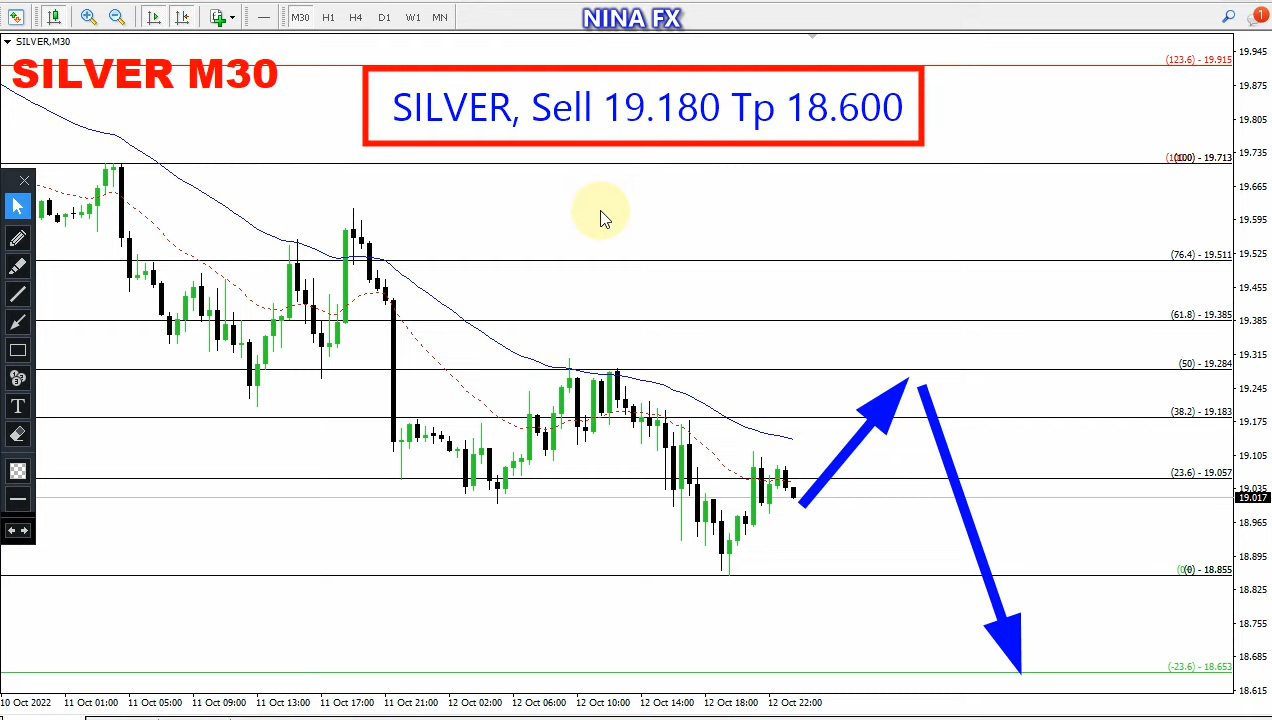 M30 H1 H4 D1 W1 MN
NINA FX
1
SILVER,M30
SILVER M30
SILVER, Sell 19.180 Tp 18.600
(123.6) - 19.915
(100) - 19.713
(76.4) - 19.511
(61.8) - 19.385
(50) - 19.284
(38.2) - 19.183
(23.6) - 19.057
(0) - 18.855
(-23.6) - 18.653
19.945
19.875
19.805
19.735
19.665
19.595
19.525
19.455
19.385
19.315
19.245
19.175
19.105
19.035
19.017
18.965
18.895
18.825
18.755
18.685
18.615
T
10 Oct 2022 11 Oct 01:00 11 Oct 05:00 11 Oct 09:00 11 Oct 13:00 11 Oct 17:00 11 Oct 21:00 12 Oct 02:00 12 Oct 06:00 12 Oct 10:00 12 Oct 14:00 12 Oct 18:00 12 Oct 22:00